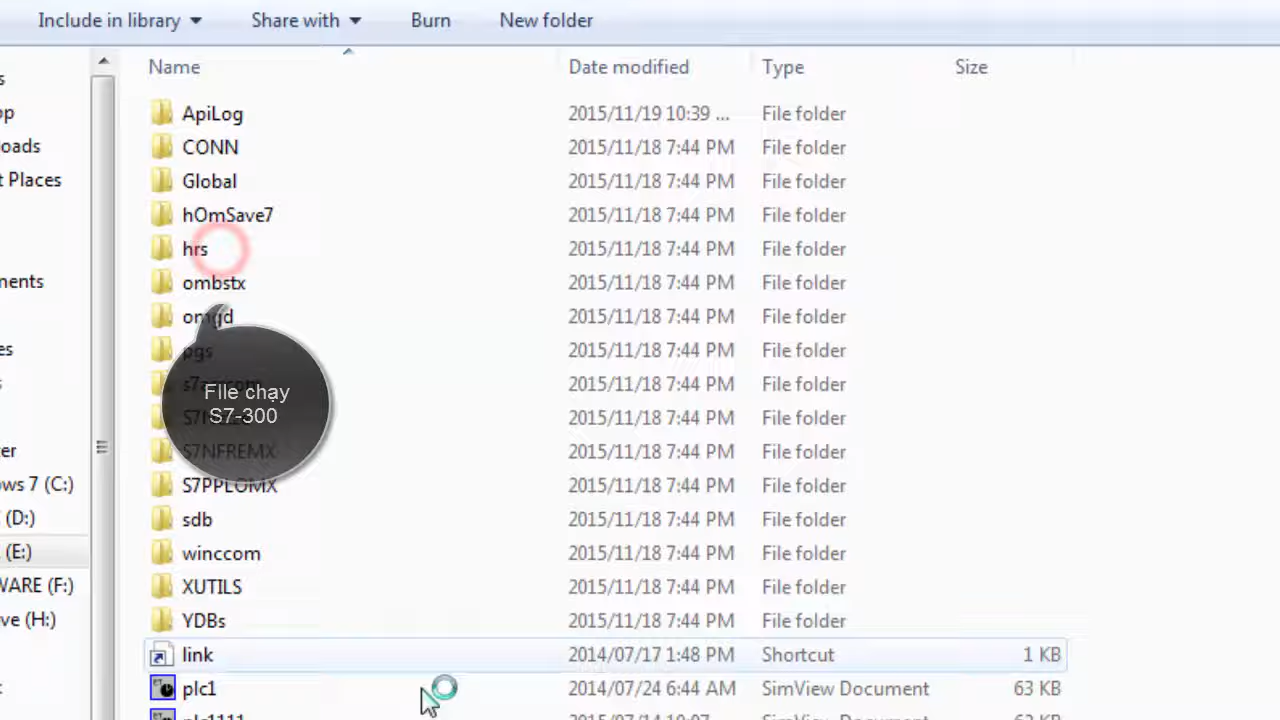 Include in library Share with Burn New folder
Name Date modified Type Size
ApiLog 2015/11/19 10:39 ... File folder
CONN 2015/11/18 7:44 PM File folder
oads
t Places Global 2015/11/18 7:44 PM File folder
hOmSave7 2015/11/18 7:44 PM File folder
hrs 2015/11/18 7:44 PM File folder
nents ombstx 2015/11/18 7:44 PM File folder
omgd 2015/11/18 7:44 PM File folder
es pgs 2015/11/18 7:44 PM File folder
2015/11/18 7:44 PM File folder
FIle chạy
S7-300
2015/11/18 7:44 PM File folder
ter S7NFREMX 2015/11/18 7:44 PM File folder
ows 7 (C:) S7PPLOMX 2015/11/18 7:44 PM File folder
(D:) sdb 2015/11/18 7:44 PM File folder
(E:) winccom 2015/11/18 7:44 PM File folder
WARE (F:) XUTILS 2015/11/18 7:44 PM File folder
ve (H:) YDBs 2015/11/18 7:44 PM File folder
link 2014/07/17 1:48 PM Shortcut 1 KB
plc1 2014/07/24 6:44 AM SimView Document 63 KB